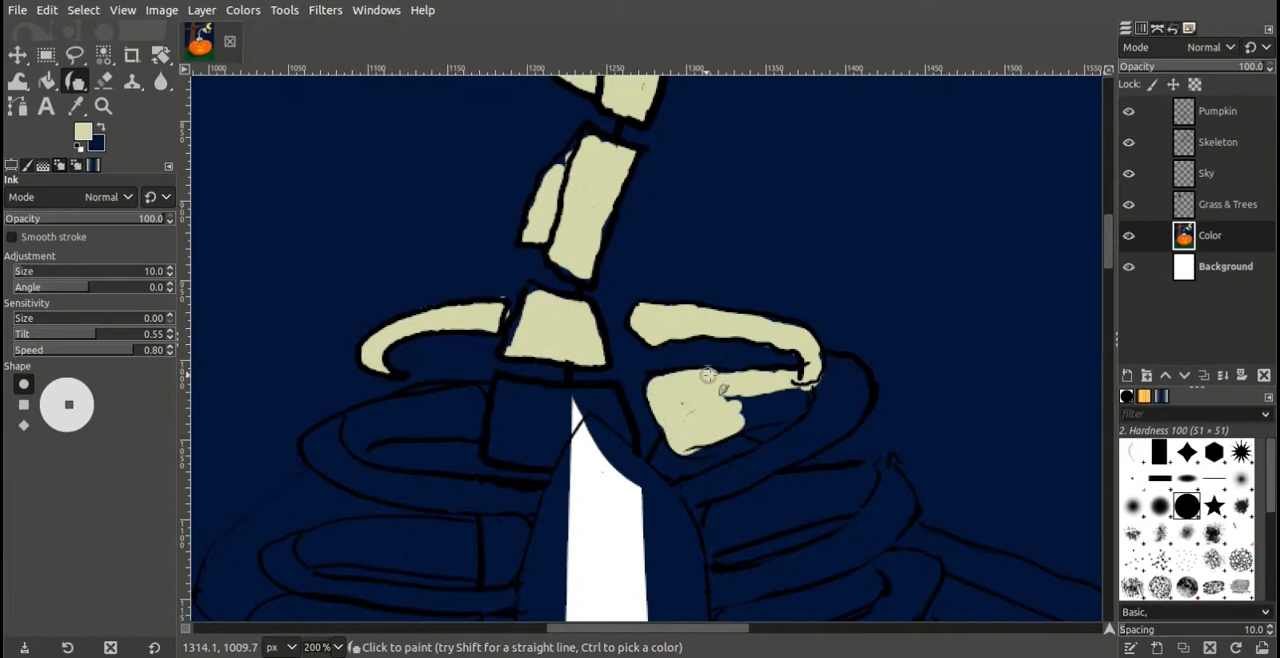 File Edit Select View Image Layer Colors Tools Filters Windows Help
Ink
Mode Normal
Opacity 100.0
Smooth stroke
Adjustment
Size 10.0
Angle 0.0
Sensitivity
Size 0.00
Tilt 0.55
Speed 0.80
Shape
1000 1050 1100 1150 1200 1250 1300 1350 1400 1450 1500 1550
Mode Normal
Opacity 100.0
Lock:
Pumpkin
Skeleton
Sky
Grass & Trees
Color
Background
filter
2. Hardness 100 (51 × 51)
Basic,
Spacing 10.0
1314.1, 1009.7 px 200% Click to paint (try Shift for a straight line, Ctrl to pick a color)